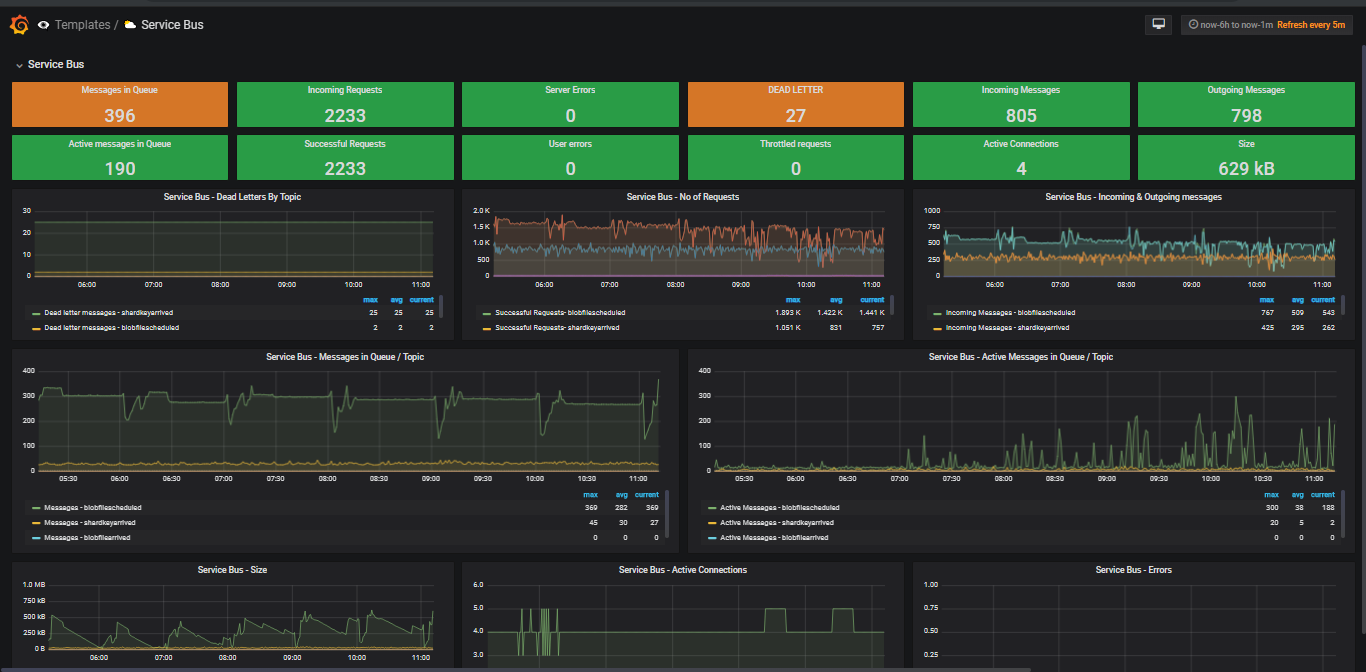 Templates / Service Bus
now-6h to now-1m Refresh every 5m
Service Bus
Messages in Queue
396
Incoming Requests
2233
Server Errors
0
DEAD LETTER
27
Incoming Messages
805
Outgoing Messages
798
Active messages in Queue
190
Successful Requests
2233
User errors
0
Throttled requests
0
Active Connections
4
Size
629 kB
Service Bus - Dead Letters By Topic
30
20
10
0
06:00 07:00 08:00 09:00 10:00 11:00
max avg current
Dead letter messages - shardkeyarrived 25 25 25
Dead letter messages - blobfilescheduled 2 2 2
Service Bus - No of Requests
2.0 K
1.5 K
1.0 K
500
0
06:00 07:00 08:00 09:00 10:00 11:00
max avg current
Successful Requests- blobfilescheduled 1.893 K 1.422 K 1.441 K
Successful Requests- shardkeyarrived 1.051 K 831 757
Service Bus - Incoming & Outgoing messages
1000
750
500
250
0
06:00 07:00 08:00 09:00 10:00 11:00
max avg current
Incoming Messages - blobfilescheduled 767 509 543
Incoming Messages - shardkeyarrived 425 295 262
Service Bus - Messages in Queue / Topic
400
300
200
100
0
05:30 06:00 06:30 07:00 07:30 08:00 08:30 09:00 09:30 10:00 10:30 11:00
max avg current
Messages - blobfilescheduled 369 282 369
Messages - shardkeyarrived 45 30 27
Messages - blobfilearrived 0 0 0
Service Bus - Active Messages in Queue / Topic
400
300
200
100
0
05:30 06:00 06:30 07:00 07:30 08:00 08:30 09:00 09:30 10:00 10:30 11:00
max avg current
Active Messages - blobfilescheduled 300 38 188
Active Messages - shardkeyarrived 20 5 2
Active Messages - blobfilearrived 0 0 0
Service Bus - Size
1.0 MB
750 kB
500 kB
250 kB
0 B
06:00 07:00 08:00 09:00 10:00 11:00
Service Bus - Active Connections
6.0
5.0
4.0
3.0
Service Bus - Errors
1.00
0.75
0.50
0.25